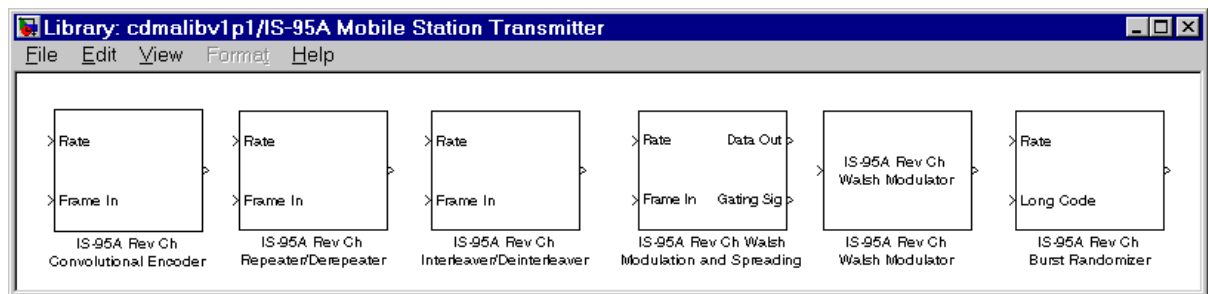 Library: cdmalibv1p1/IS-95A Mobile Station Transmitter
File Edit View Format Help
Rate
Frame In
IS-95A Rev Ch
Convolutional Encoder
Rate
Frame In
IS-95A Rev Ch
Repeater/Derepeater
Rate
Frame In
IS-95A Rev Ch
Interleaver/Deinterleaver
Rate Data Out
Frame In Gating Sig
IS-95A Rev Ch Walsh
Modulation and Spreading
IS-95A Rev Ch
Walsh Modulator
IS-95A Rev Ch
Walsh Modulator
Rate
Long Code
IS-95A Rev Ch
Burst Randomizer